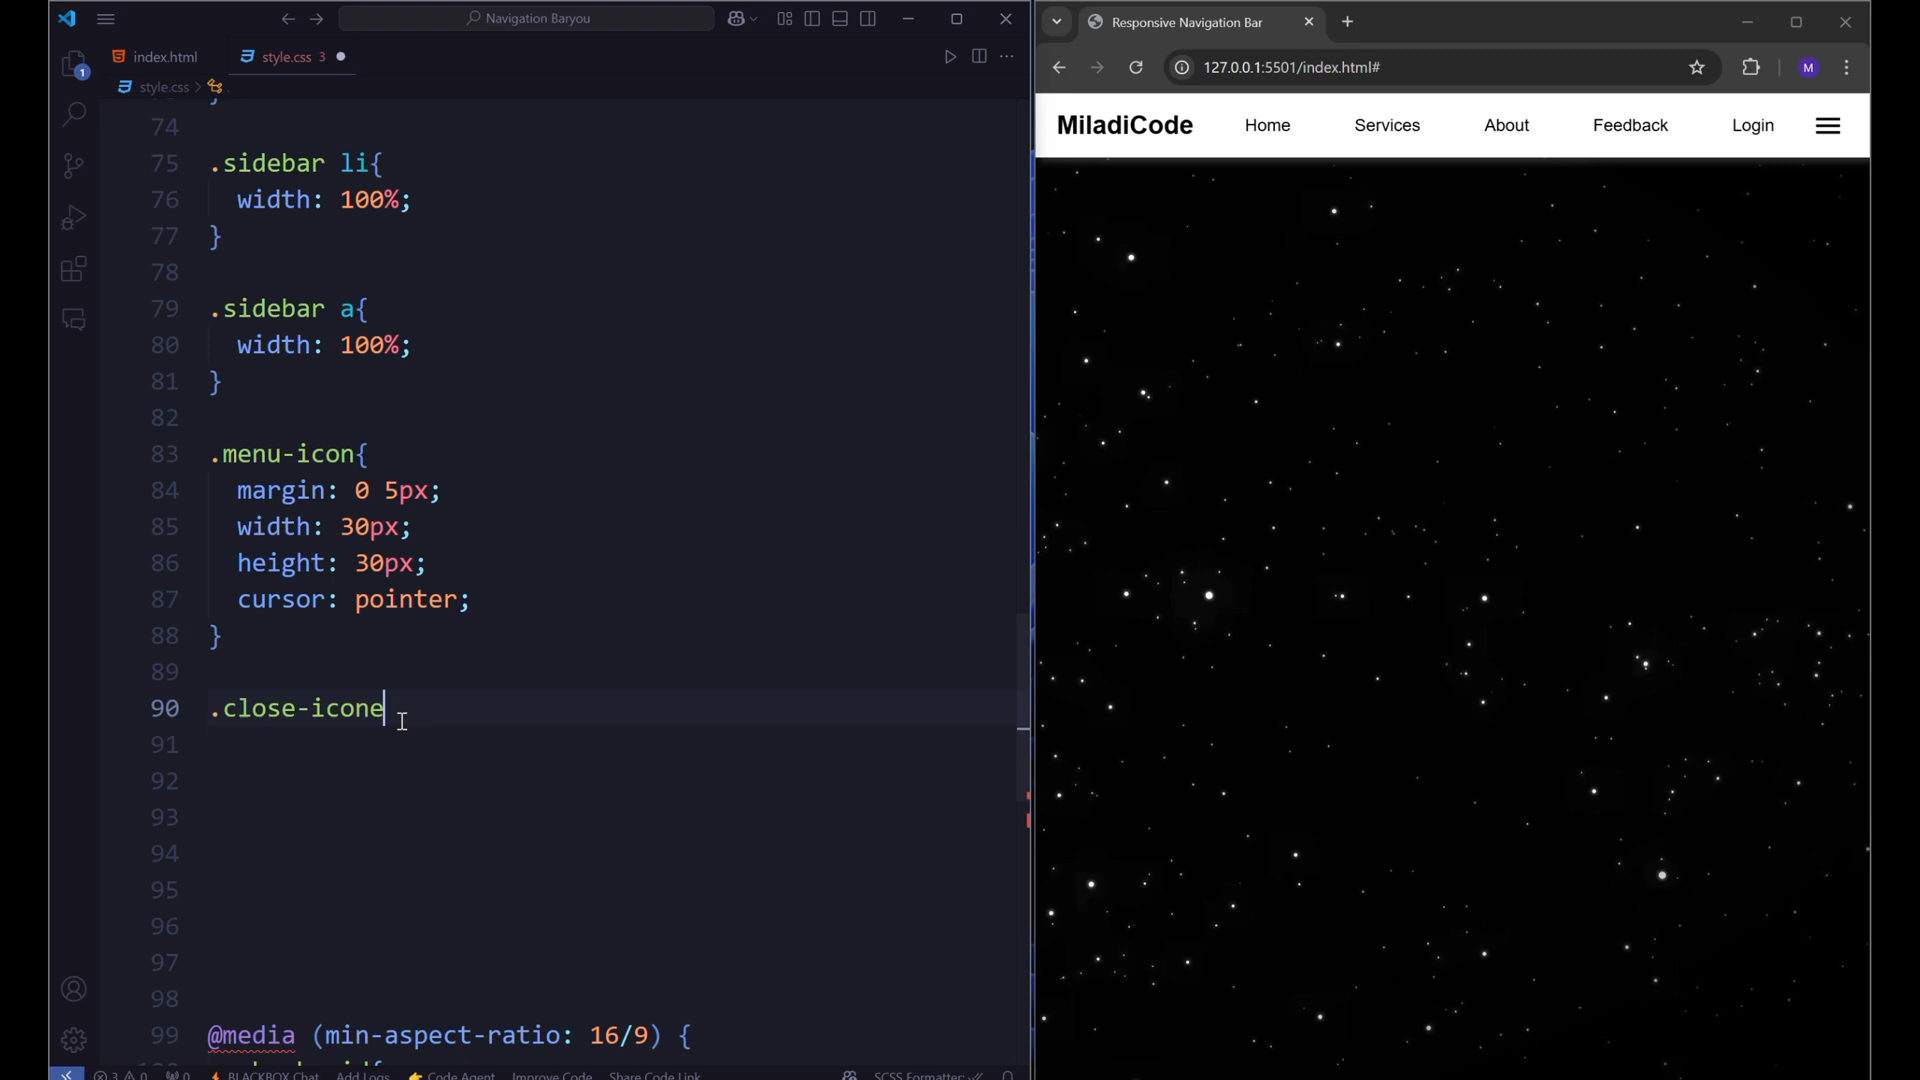 Navigation Baryou
index.html
style.css 3
style.css
74
75 .sidebar li{
76 width: 100%;
77 }
78
79 .sidebar a{
80 width: 100%;
81 }
82
83 .menu-icon{
84 margin: 0 5px;
85 width: 30px;
86 height: 30px;
87 cursor: pointer;
88 }
89
90 .close-icone
91
92
93
94
95
96
97
98
99 @media (min-aspect-ratio: 16/9) {
3 0 0 BLACKBOX Chat Add Logs Code Agent Improve Code Share Code Link SCSS Formatter:
1
Responsive Navigation Bar
127.0.0.1:5501/index.html#
M
MiladiCode Home Services About Feedback Login